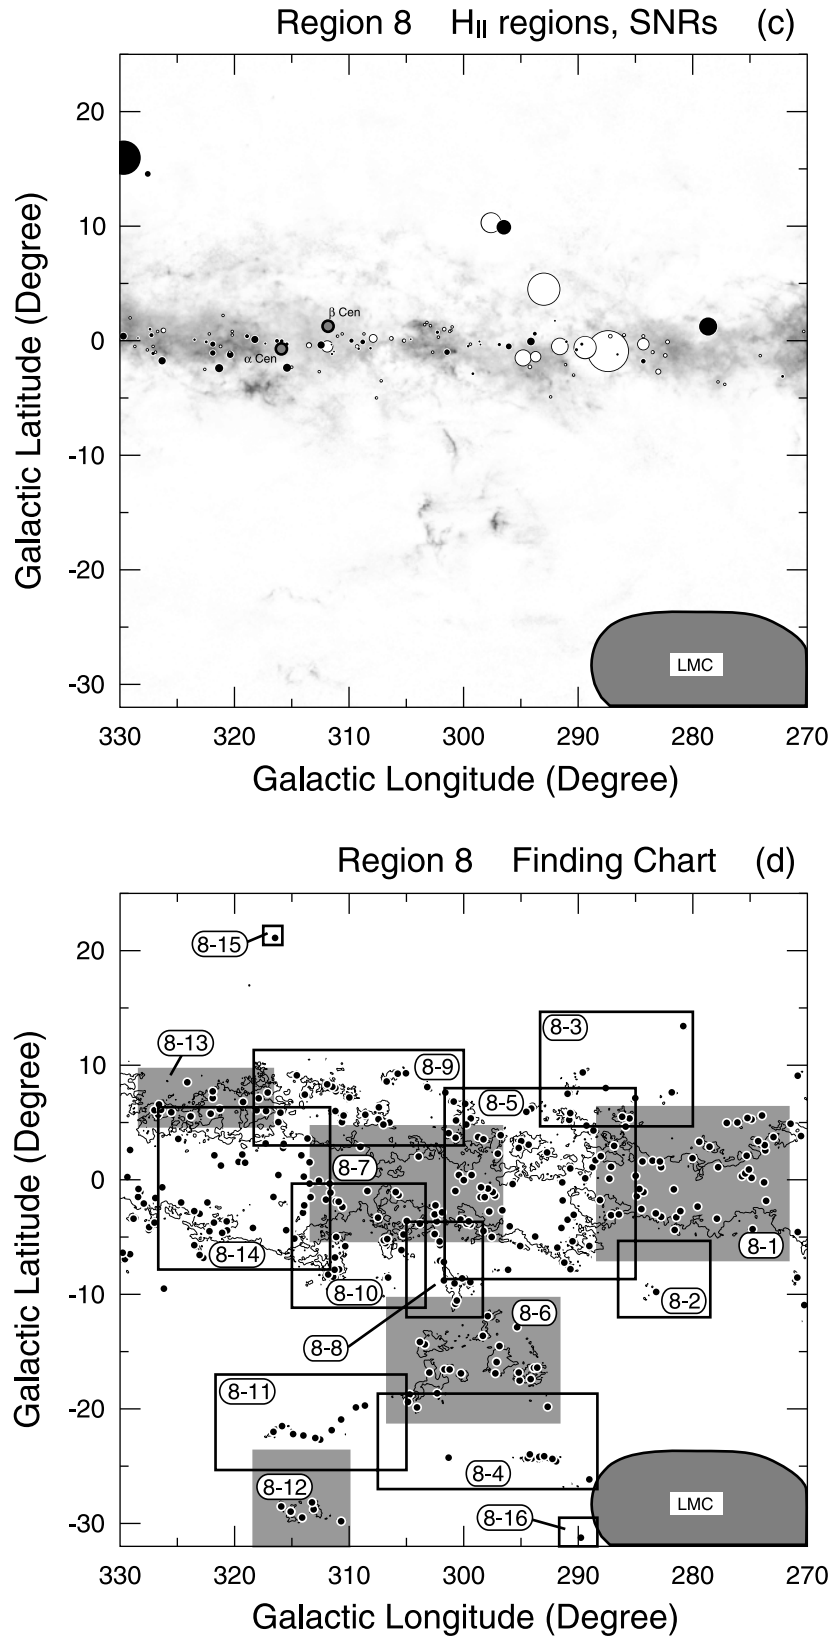 Region 8 H_II regions, SNRs (c)
20
10
0
-10
-20
-30
Galactic Latitude (Degree)
β Cen
α Cen
LMC
330 320 310 300 290 280 270
Galactic Longitude (Degree)
Region 8 Finding Chart (d)
20
10
0
-10
-20
-30
Galactic Latitude (Degree)
8-15
8-3
8-13
8-9
8-5
8-7
8-14
8-1
8-10
8-2
8-6
8-8
8-11
8-4
8-12
8-16
LMC
330 320 310 300 290 280 270
Galactic Longitude (Degree)